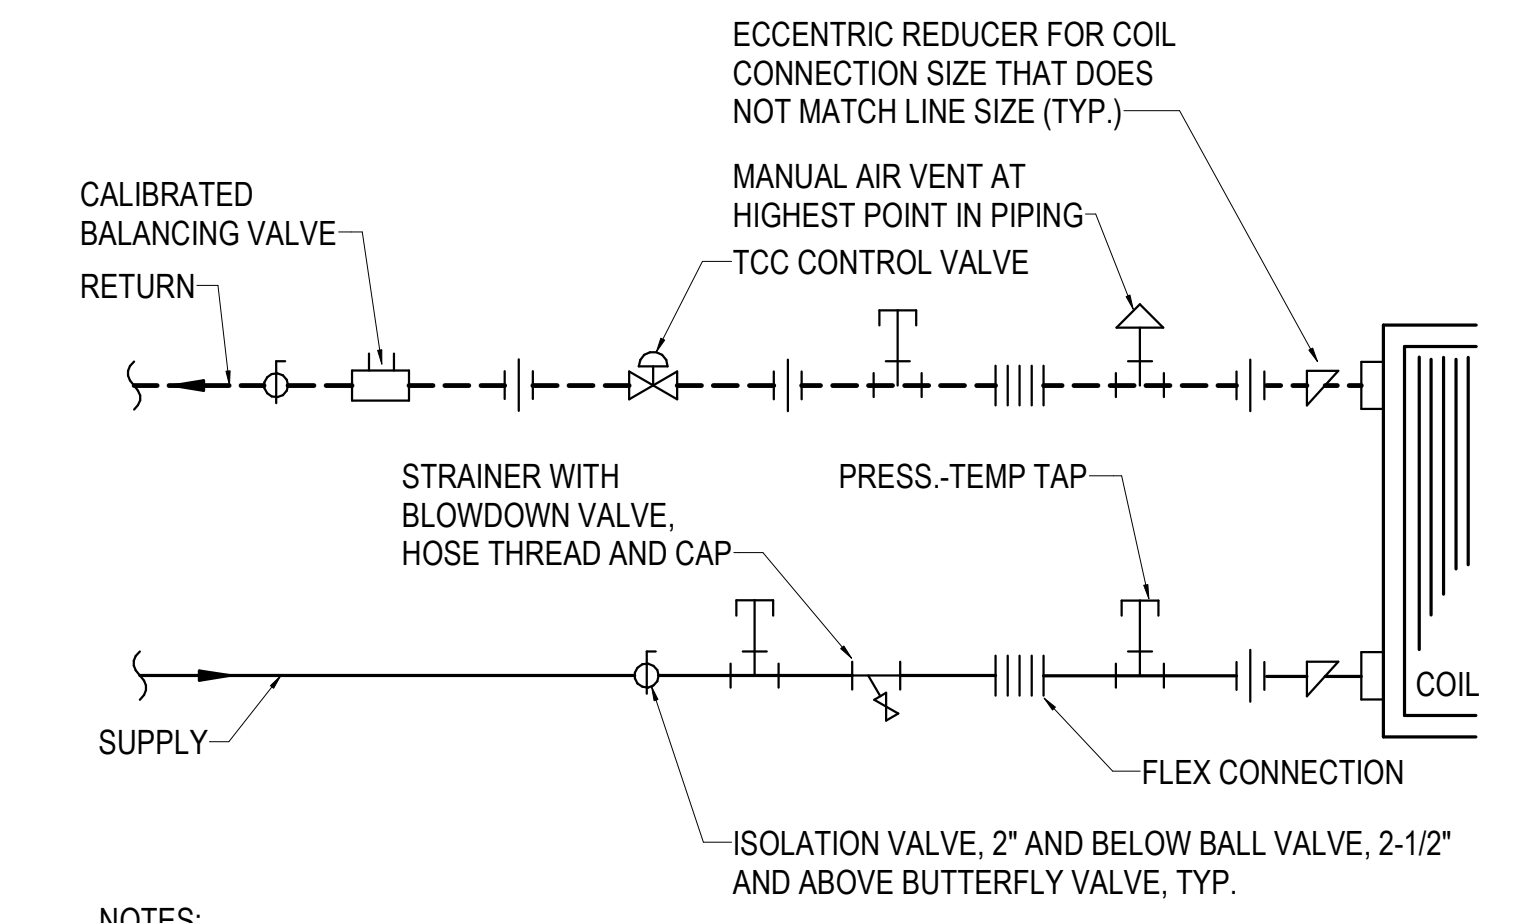 ECCENTRIC REDUCER FOR COIL
CONNECTION SIZE THAT DOES
NOT MATCH LINE SIZE (TYP.)
MANUAL AIR VENT AT
HIGHEST POINT IN PIPING
TCC CONTROL VALVE
CALIBRATED
BALANCING VALVE
RETURN
STRAINER WITH
BLOWDOWN VALVE,
HOSE THREAD AND CAP
PRESS.-TEMP TAP
COIL
SUPPLY
FLEX CONNECTION
ISOLATION VALVE, 2" AND BELOW BALL VALVE, 2-1/2"
AND ABOVE BUTTERFLY VALVE, TYP.
NOTES: